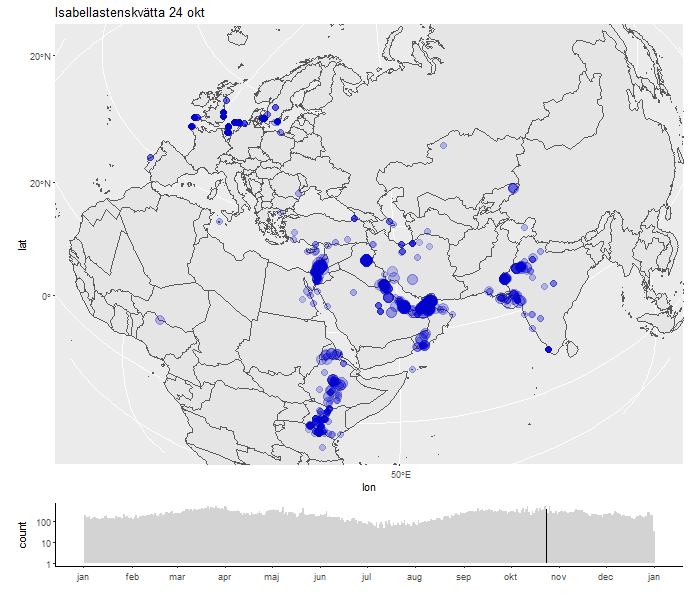 Isabellastenskvätta 24 okt
20°N
20°N
0°
lat
50°E
lon
count
100
10
1
jan feb mar apr maj jun jul aug sep okt nov dec jan